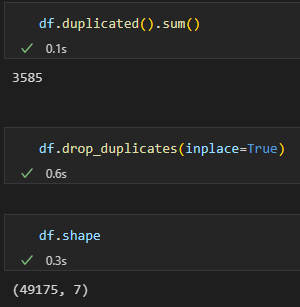 df.duplicated().sum()
0.1s
3585
df.drop_duplicates(inplace=True)
0.6s
df.shape
0.3s
(49175, 7)